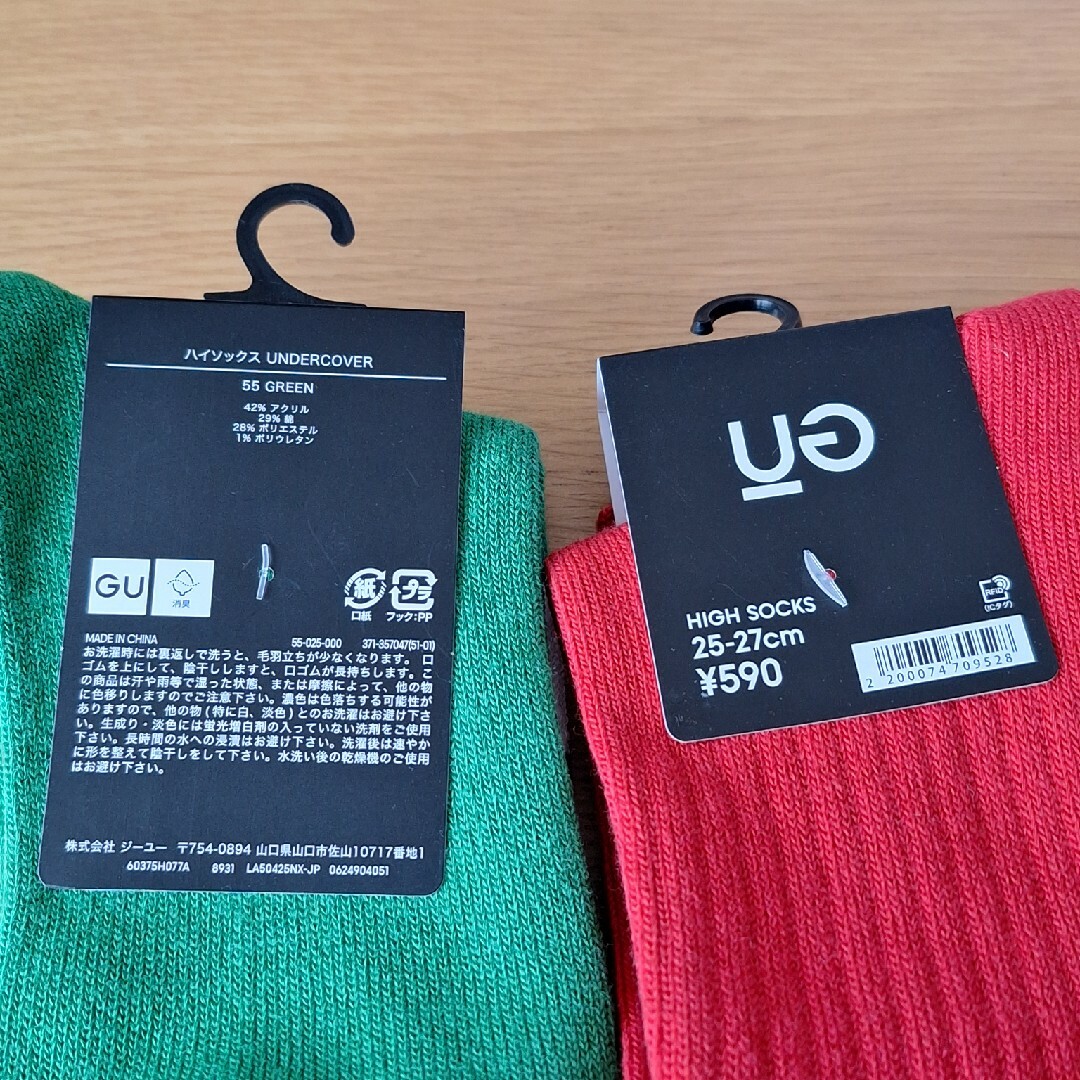 ハイソックス UNDERCOVER
55 GREEN
42% アクリル
29% 綿
28% ポリエステル
1% ポリウレタン
GU
消臭
紙
口紙
プラ
フック:PP
MADE IN CHINA 55-025-000 371-357047(51-01)
お洗濯時には裏返しで洗うと、毛羽立ちが少なくなります。口
ゴムを上にして、陰干ししますと、口ゴムが長持ちします。こ
の商品は汗や雨等で湿った状態、または摩擦によって、他の物
に色移りしますのでご注意下さい。濃色は色落ちする可能性が
ありますので、他の物(特に白、淡色)とのお洗濯はお避け下さ
い。生成り・淡色には蛍光増白剤の入っていない洗剤をご使用
下さい。長時間の水への浸漬はお避け下さい。洗濯後は速やか
に形を整えて陰干しをして下さい。水洗い後の乾燥機のご使用
はお避け下さい。
株式会社 ジーユー 〒754-0894 山口県山口市佐山10717番地1
60375H077A 8931 LA50425NX-JP 0624904051
GU
HIGH SOCKS
25-27cm
¥590
RFID
(ICタグ)
2 200074 709528